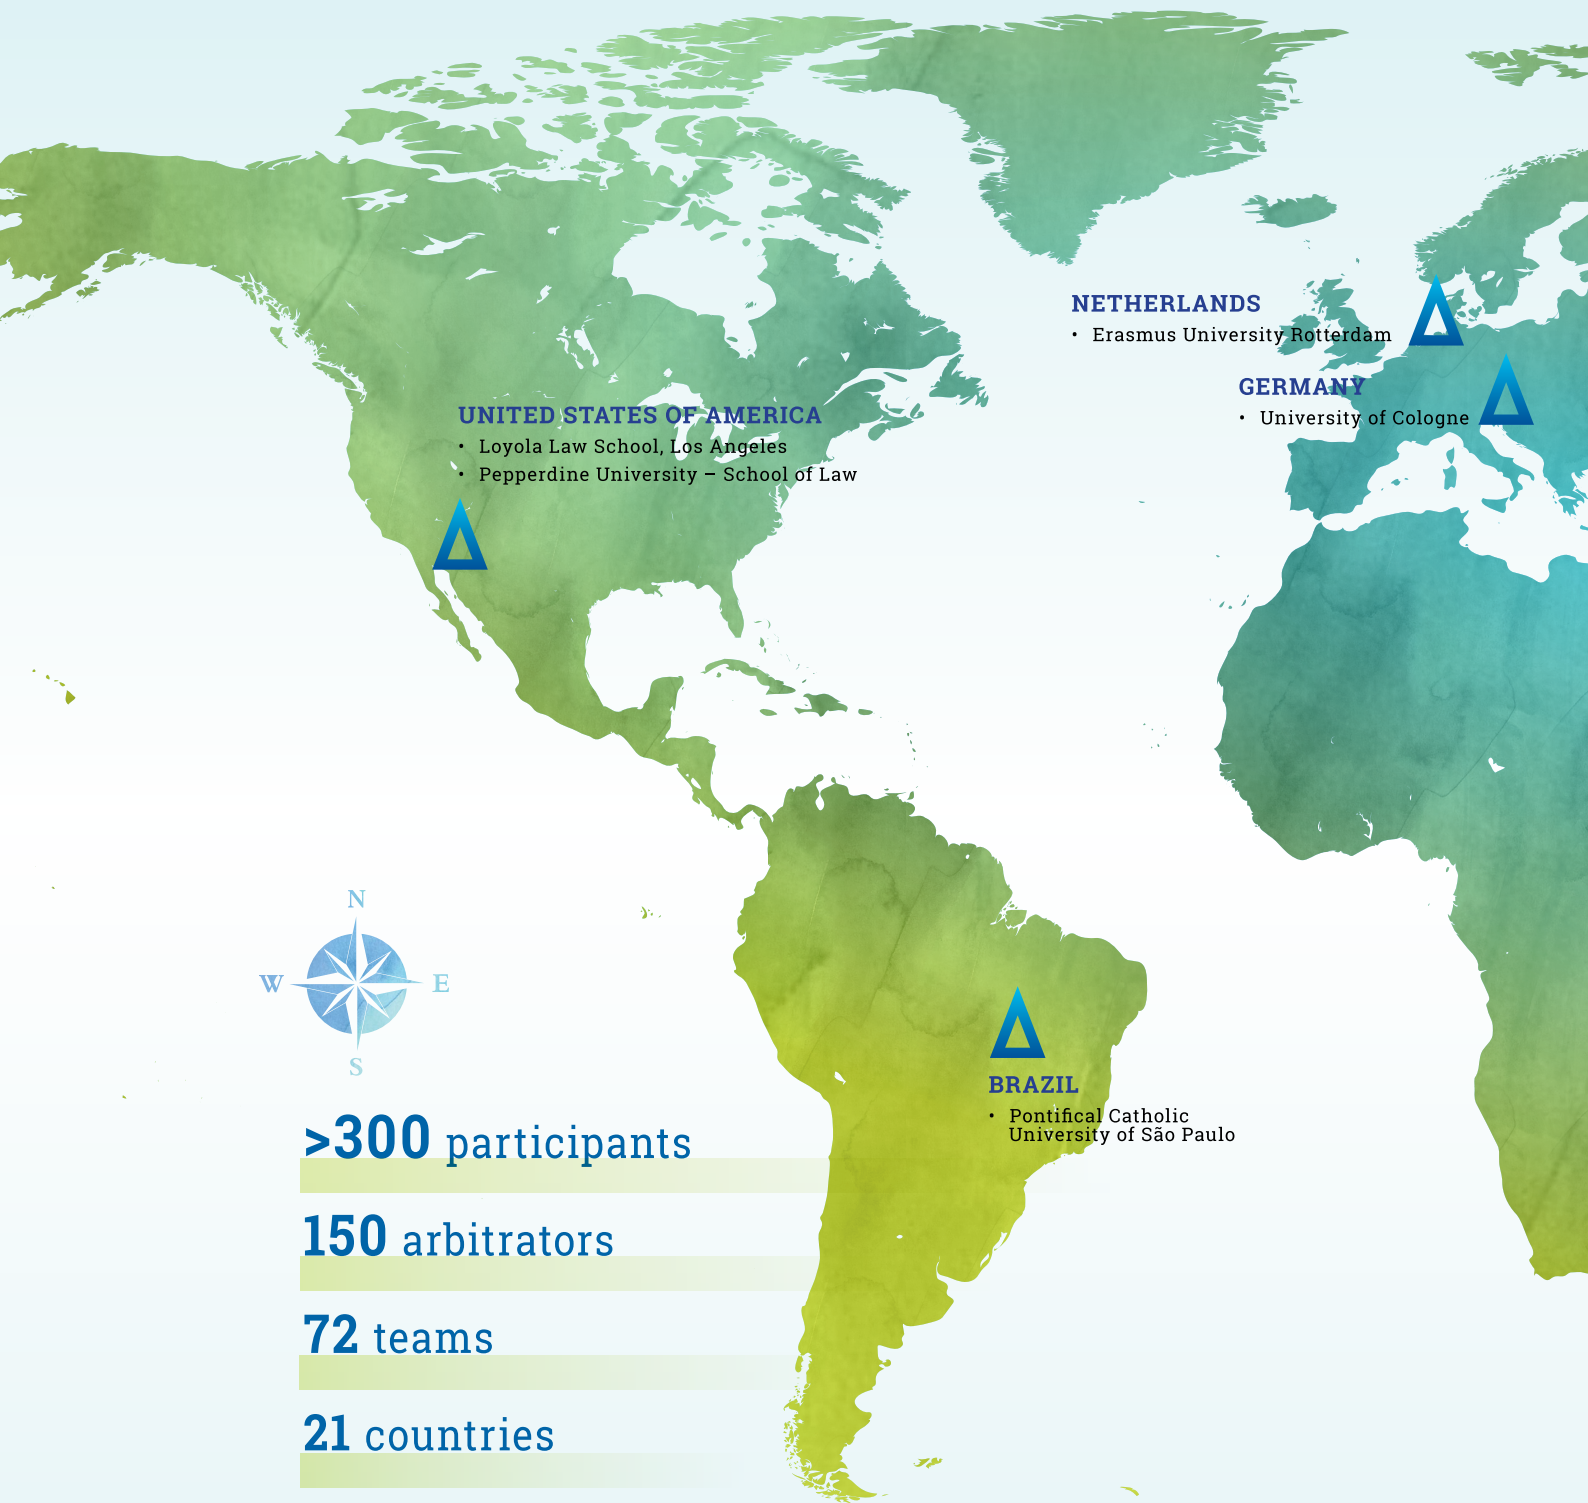 NETHERLANDS
• Erasmus University Rotterdam
GERMANY
• University of Cologne
UNITED STATES OF AMERICA
• Loyola Law School, Los Angeles
• Pepperdine University – School of Law
N
W
E
S
BRAZIL
• Pontifical Catholic
University of São Paulo
>300 participants
150 arbitrators
72 teams
21 countries